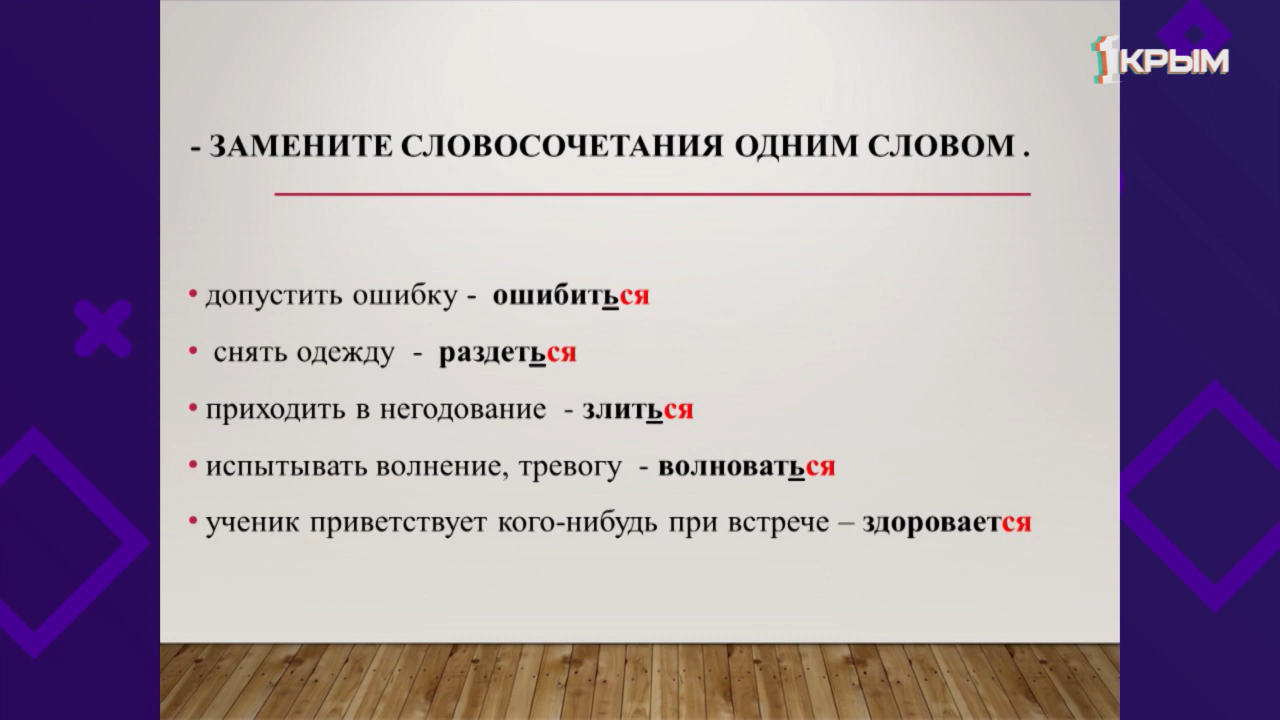 1КРЫМ
- ЗАМЕНИТЕ СЛОВОСОЧЕТАНИЯ ОДНИМ СЛОВОМ .
• допустить ошибку - ошибиться
• снять одежду - раздеться
• приходить в негодование - злиться
• испытывать волнение, тревогу - волноваться
• ученик приветствует кого-нибудь при встрече – здоровается